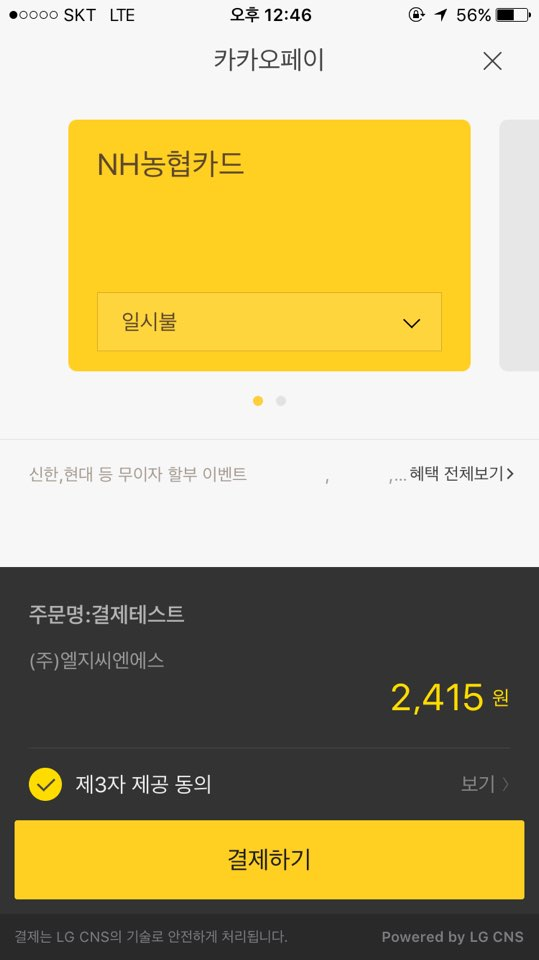 SKT LTE 오후 12:46 56%
카카오페이
NH농협카드
일시불
신한,현대 등 무이자 할부 이벤트 , ,... 혜택 전체보기
주문명:결제테스트
(주)엘지씨엔에스
2,415 원
제3자 제공 동의 보기
결제하기
결제는 LG CNS의 기술로 안전하게 처리됩니다. Powered by LG CNS